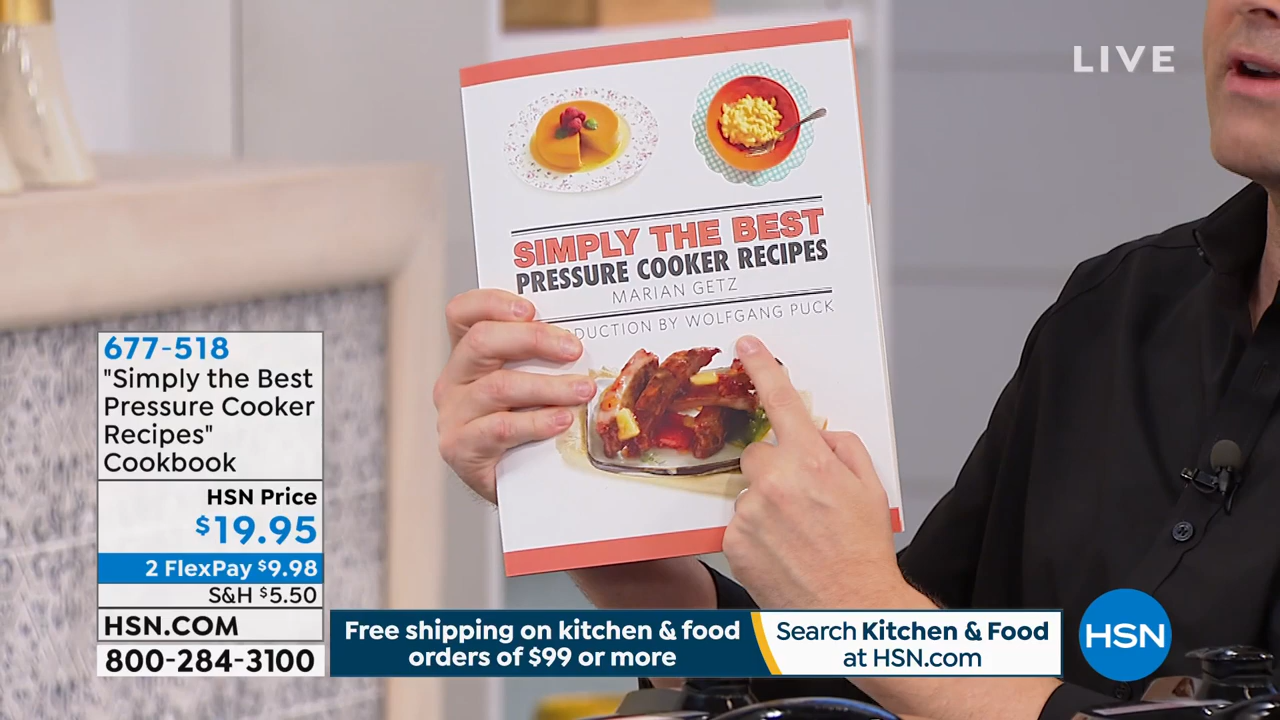 LIVE
SIMPLY THE BEST
PRESSURE COOKER RECIPES
MARIAN GETZ
BY WOLFGANG PUCK
677-518
"Simply the Best
Pressure Cooker
Recipes"
Cookbook
HSN Price
$19.95
2 FlexPay $9.98
S&H $5.50
HSN.COM
800-284-3100
Free shipping on kitchen & food
orders of $99 or more
Search Kitchen & Food
at HSN.com
HSN